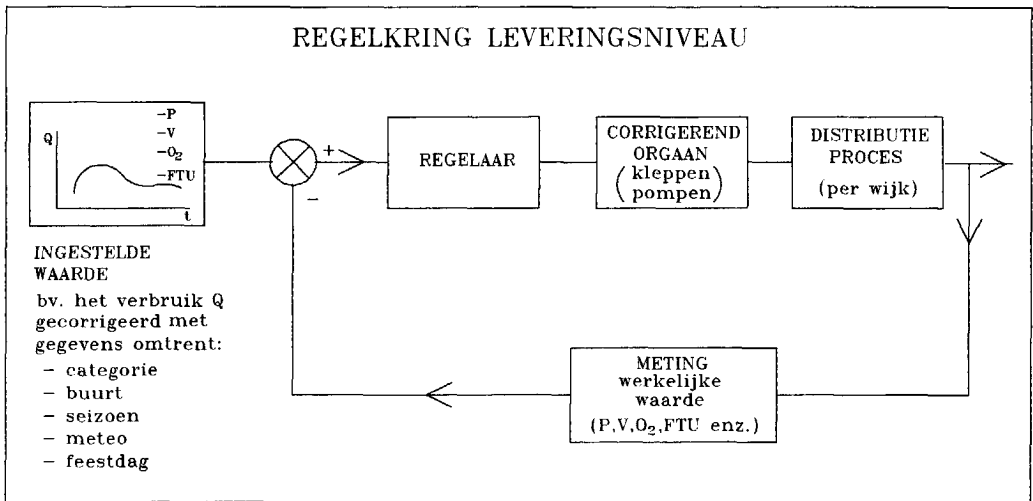 REGELKRING LEVERINGSNIVEAU
-P
-V
-O₂
-FTU
Q
t
INGESTELDE
WAARDE
bv. het verbruik Q
gecorrigeerd met
gegevens omtrent:
- categorie
- buurt
- seizoen
- meteo
- feestdag
+
-
REGELAAR
CORRIGEREND
ORGAAN
(kleppen
pompen)
DISTRIBUTIE
PROCES
(per wijk)
METING
werkelijke
waarde
(P,V,O₂,FTU enz.)